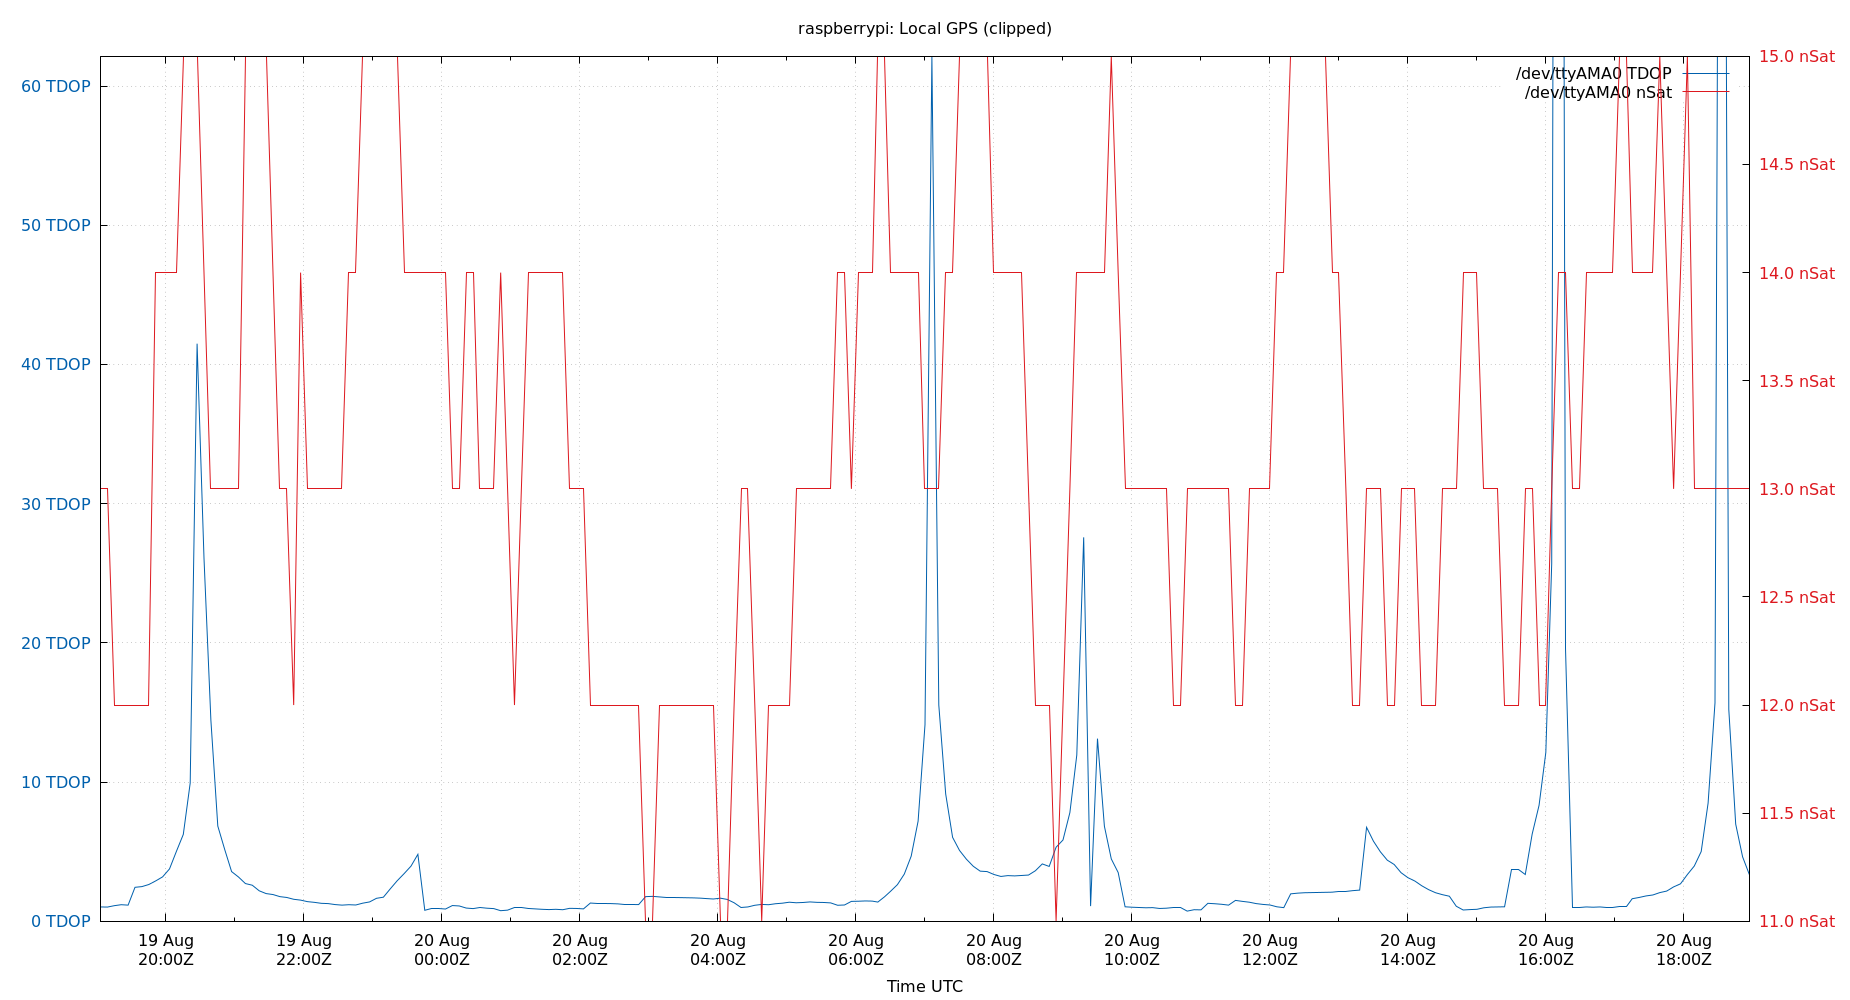 raspberrypi: Local GPS (clipped)
60 TDOP
50 TDOP
40 TDOP
30 TDOP
20 TDOP
10 TDOP
0 TDOP
/dev/ttyAMA0 TDOP
/dev/ttyAMA0 nSat
15.0 nSat
14.5 nSat
14.0 nSat
13.5 nSat
13.0 nSat
12.5 nSat
12.0 nSat
11.5 nSat
11.0 nSat
19 Aug 19 Aug 20 Aug 20 Aug 20 Aug 20 Aug 20 Aug 20 Aug 20 Aug 20 Aug 20 Aug 20 Aug
20:00Z 22:00Z 00:00Z 02:00Z 04:00Z 06:00Z 08:00Z 10:00Z 12:00Z 14:00Z 16:00Z 18:00Z
Time UTC